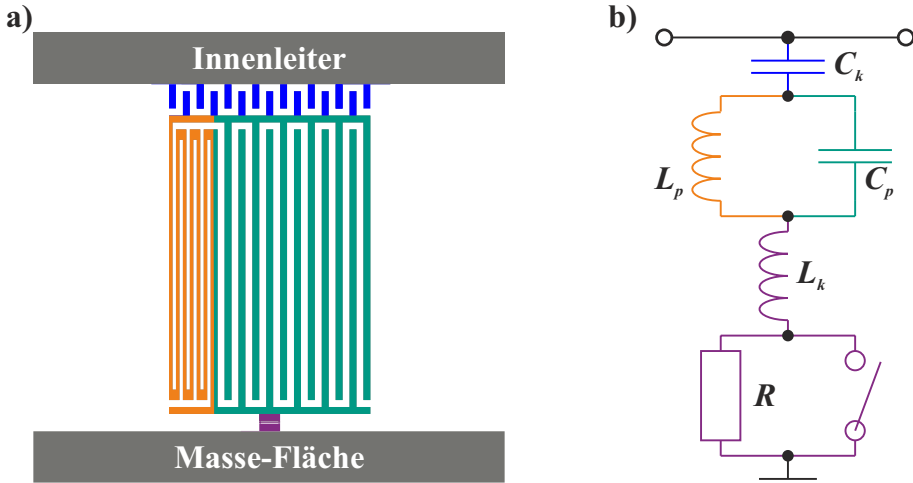 a)
Innenleiter
Masse-Fläche
b)
C_k
L_p
C_p
L_k
R